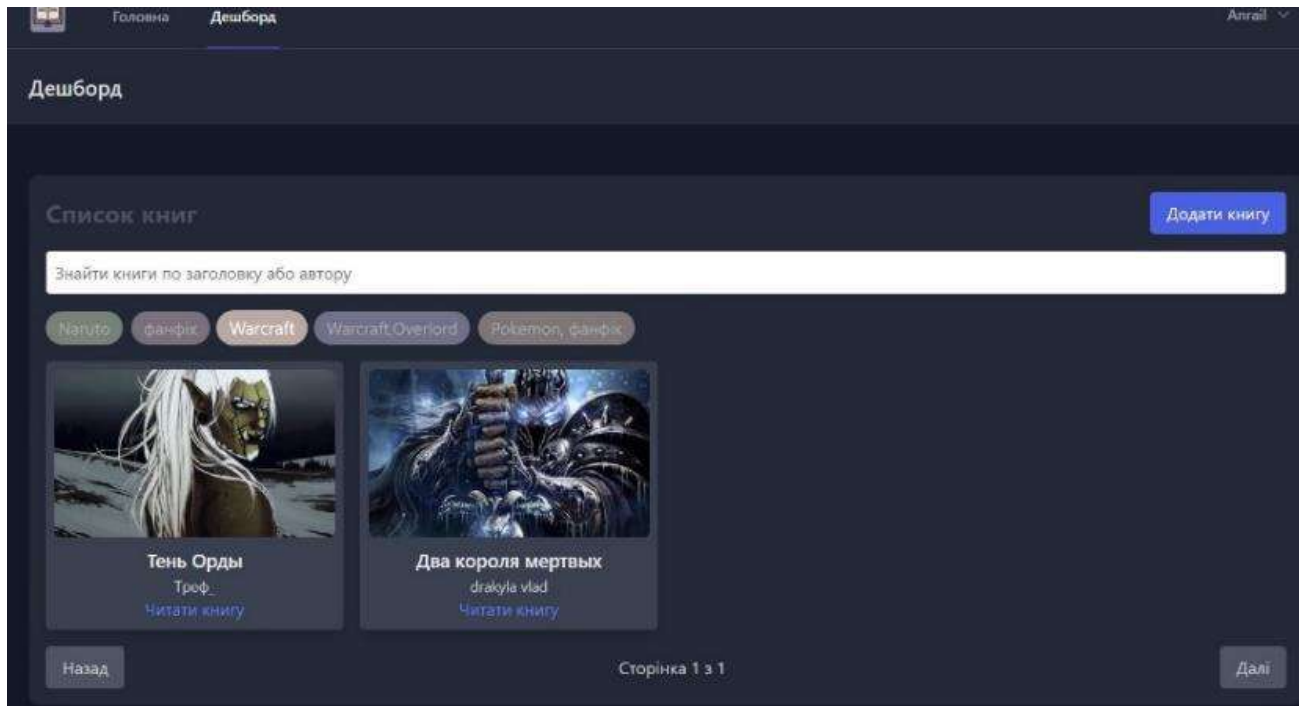 Головна Дешборд Anrail
Дешборд
Список книг Додати книгу
Знайти книги по заголовку або автору
Naruto фанфік Warcraft Warcraft,Overlord Pokemon, фанфік
Тень Орды Два короля мертвых
Треф_ drakyla vlad
Читати книгу Читати книгу
Назад Сторінка 1 з 1 Далі